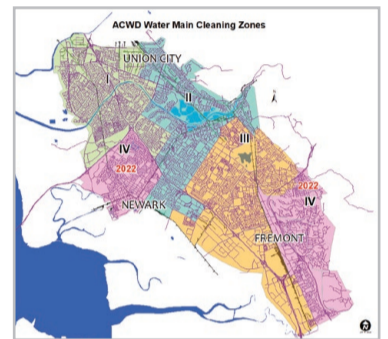 ACWD Water Main Cleaning Zones
UNION CITY
I
II
III
IV
2022
2022
IV
NEWARK
FREMONT